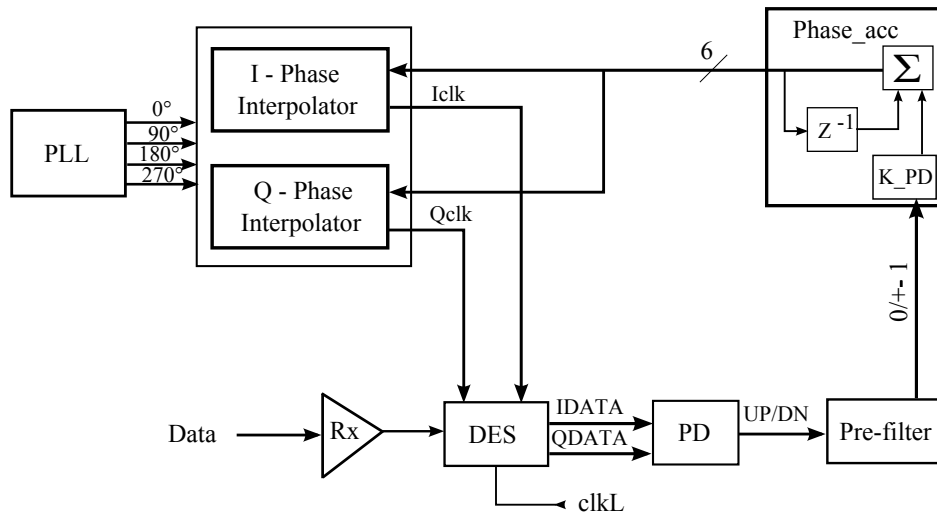 Phase_acc
6
Σ
I - Phase
Interpolator
Iclk
0°
90°
180°
270°
PLL
Z -1
K_PD
Q - Phase
Interpolator
Qclk
0/+- 1
Data
Rx
DES
IDATA
QDATA
PD
UP/DN
Pre-filter
clkL